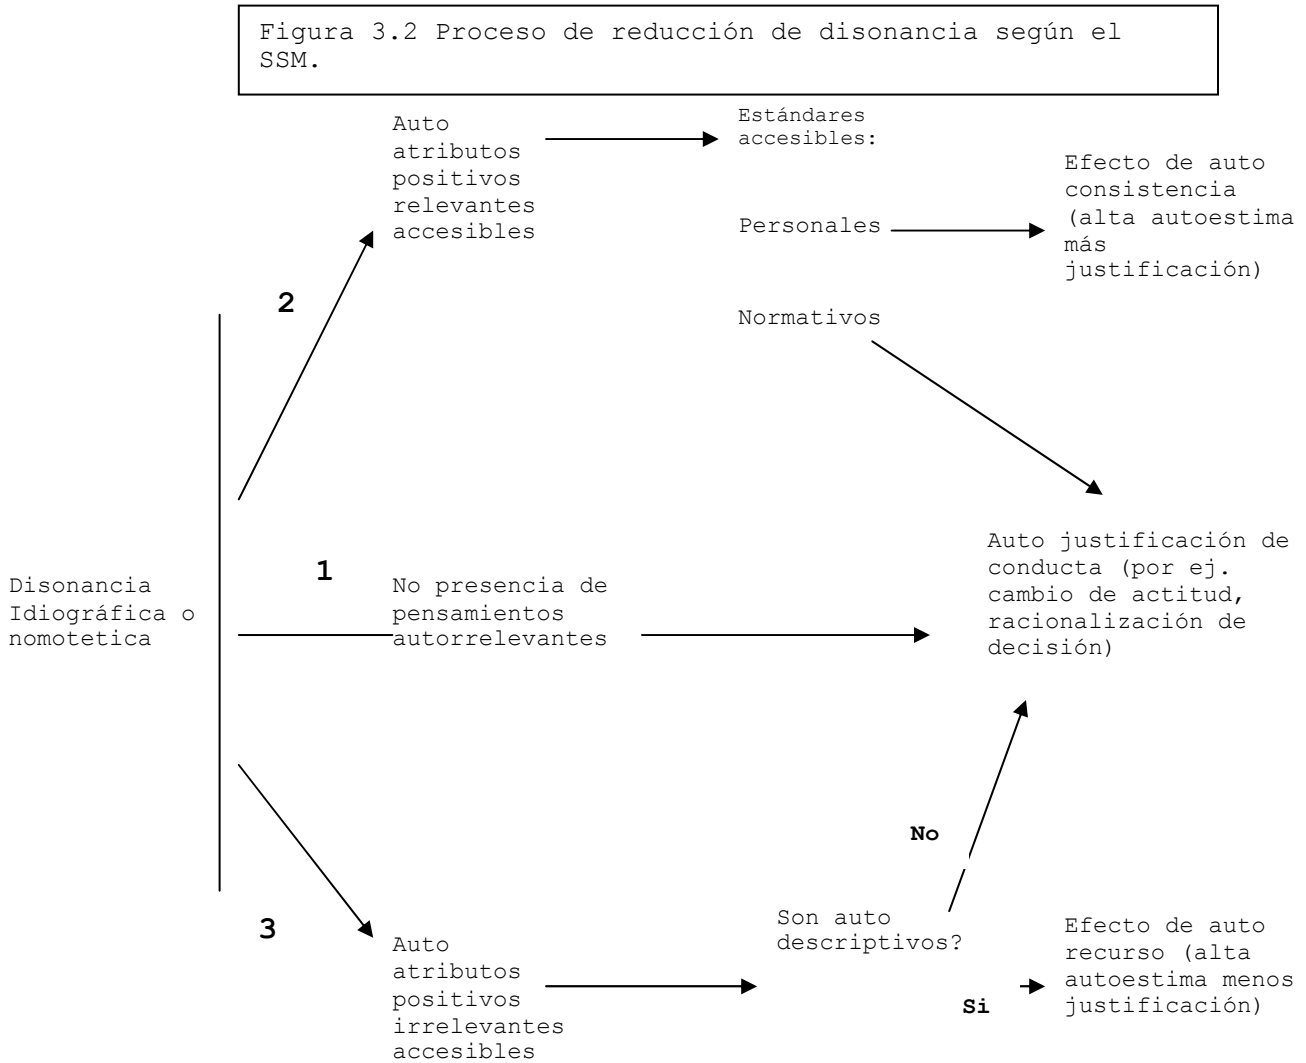 Figura 3.2 Proceso de reducción de disonancia según el
SSM.
Auto
atributos
positivos
relevantes
accesibles
Estándares
accesibles:
Personales
Normativos
Efecto de auto
consistencia
(alta autoestima
más
justificación)
2
Disonancia
Idiográfica o
nomotetica
1
No presencia de
pensamientos
autorrelevantes
Auto justificación de
conducta (por ej.
cambio de actitud,
racionalización de
decisión)
3
Auto
atributos
positivos
irrelevantes
accesibles
Son auto
descriptivos?
No
Si
Efecto de auto
recurso (alta
autoestima menos
justificación)